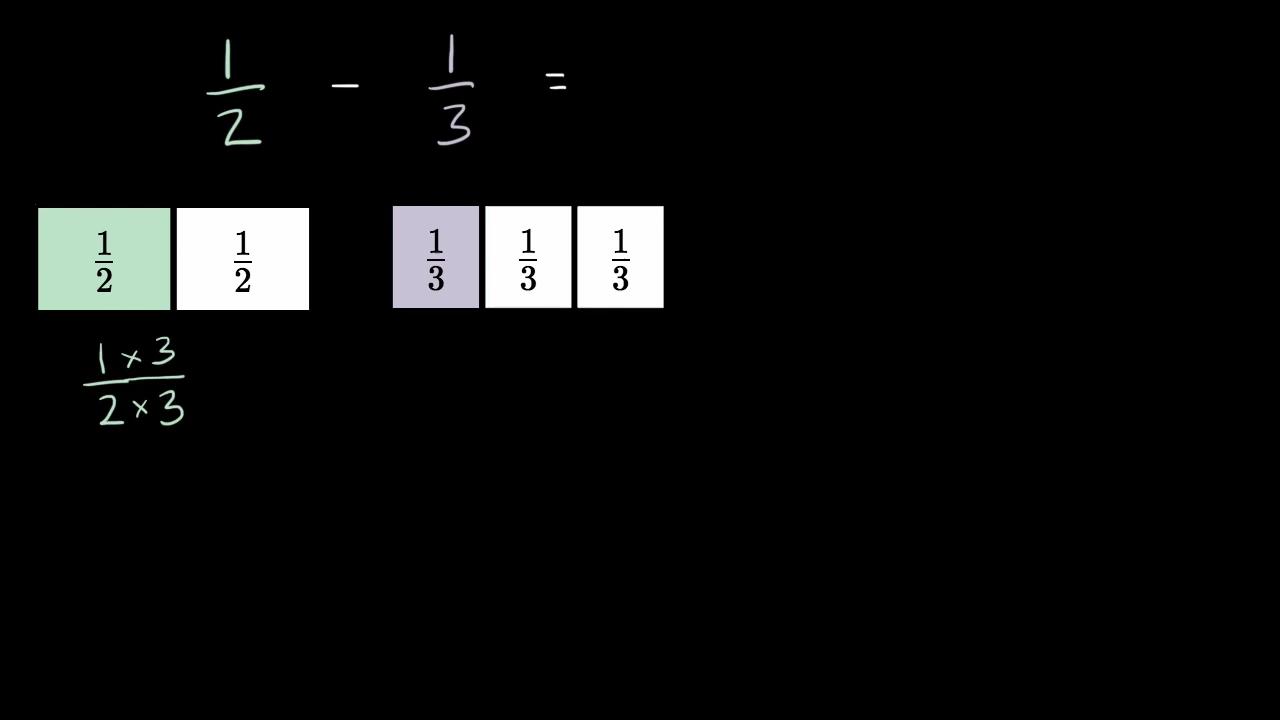 1/2 - 1/3 =
1/2 1/2 1/3 1/3 1/3
1 × 3
2 × 3